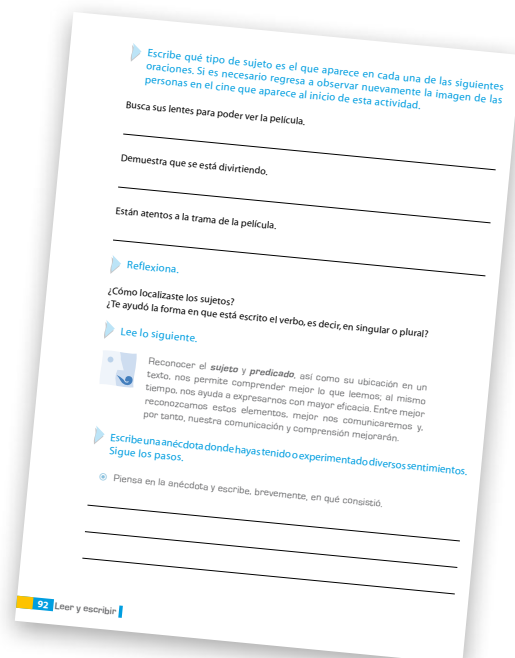 Escribe qué tipo de sujeto es el que aparece en cada una de las siguientes
oraciones. Si es necesario regresa a observar nuevamente la imagen de las
personas en el cine que aparece al inicio de esta actividad.
Busca sus lentes para poder ver la película.
Demuestra que se está divirtiendo.
Están atentos a la trama de la película.
Reflexiona.
¿Cómo localizaste los sujetos?
¿Te ayudó la forma en que está escrito el verbo, es decir, en singular o plural?
Lee lo siguiente.
Reconocer el sujeto y predicado, así como su ubicación en un
texto, nos permite comprender mejor lo que leemos; al mismo
tiempo, nos ayuda a expresarnos con mayor eficacia. Entre mejor
reconozcamos estos elementos, mejor nos comunicaremos y,
por tanto, nuestra comunicación y comprensión mejorarán.
Escribe una anécdota donde hayas tenido o experimentado diversos sentimientos.
Sigue los pasos.
Piensa en la anécdota y escribe, brevemente, en qué consistió.
92 Leer y escribir